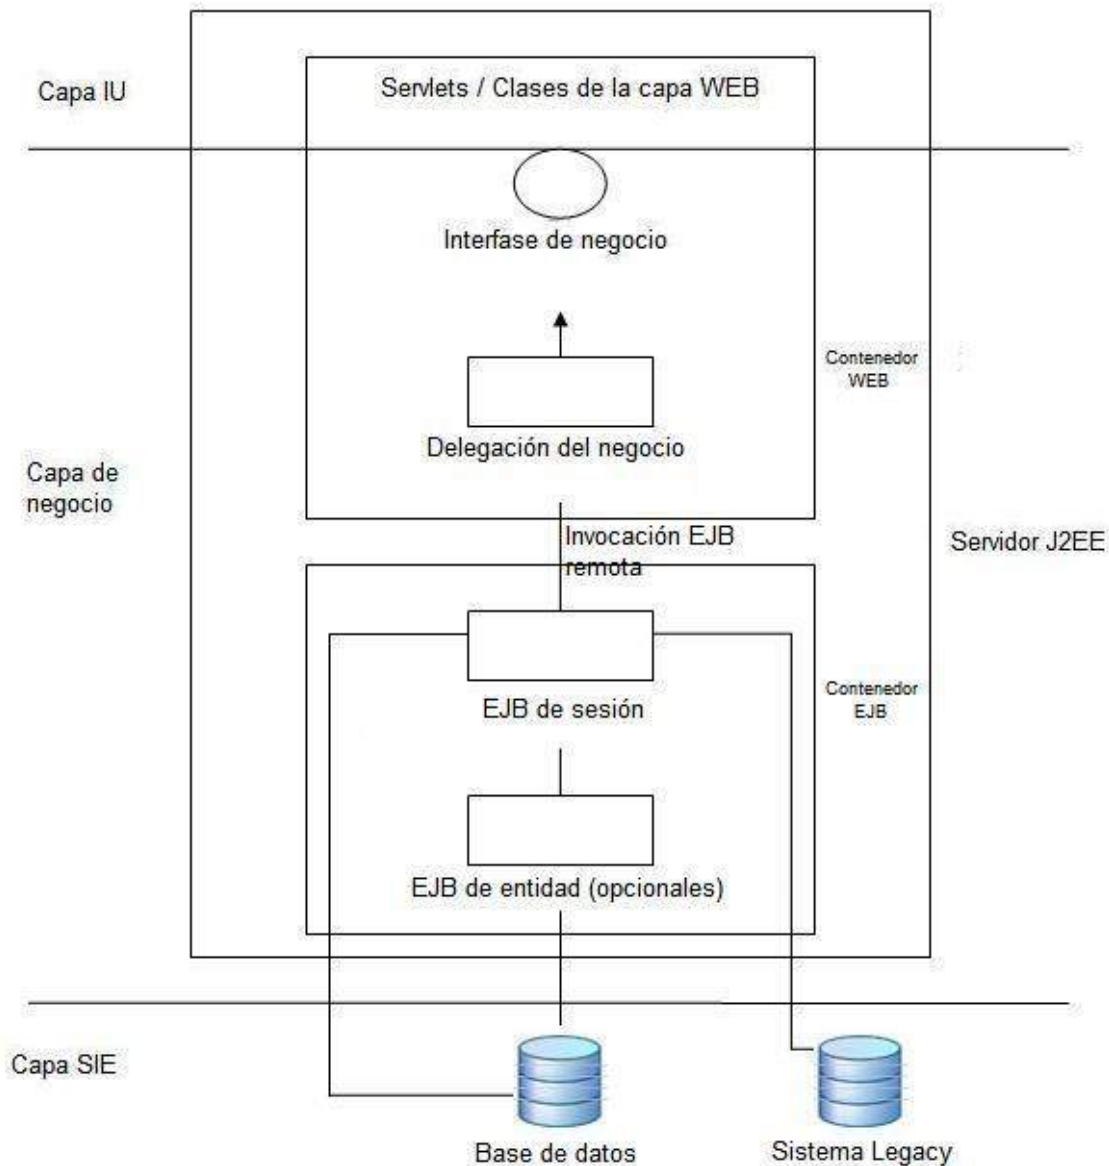 Capa IU
Servlets / Clases de la capa WEB
Interfase de negocio
Contenedor
WEB
Delegación del negocio
Capa de
negocio
Invocación EJB
remota
Servidor J2EE
EJB de sesión
Contenedor
EJB
EJB de entidad (opcionales)
Capa SIE
Base de datos
Sistema Legacy